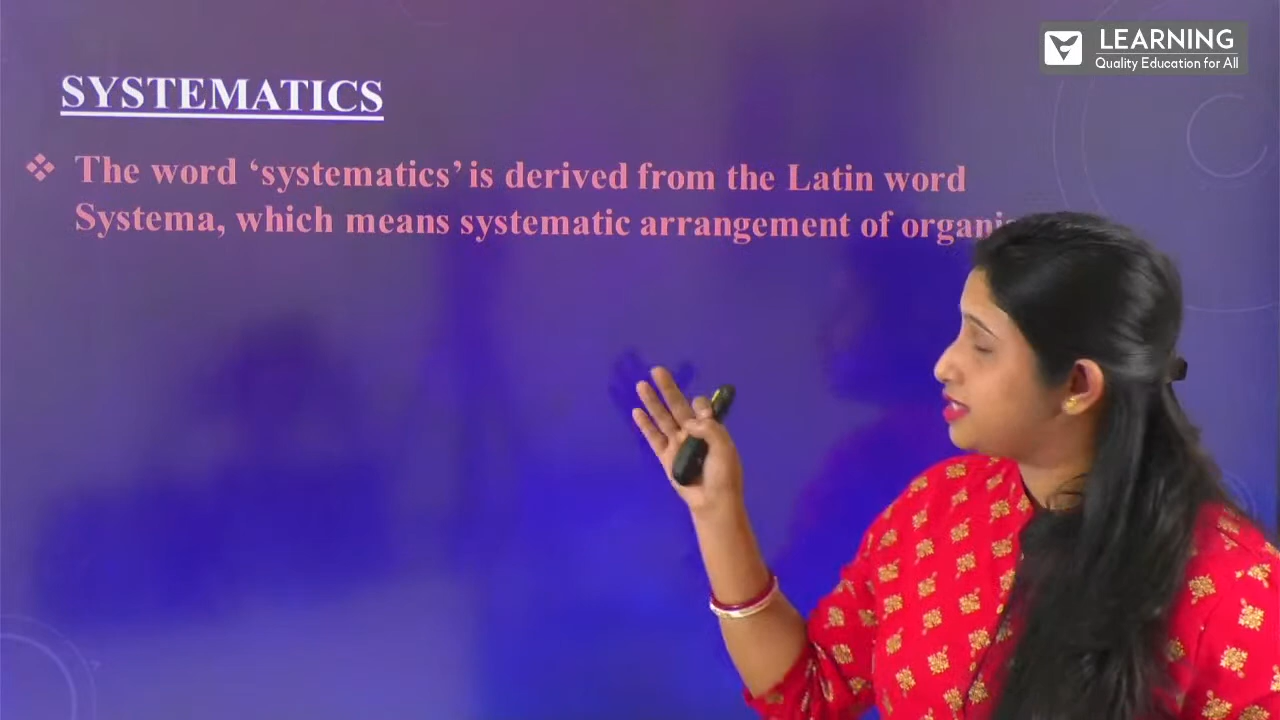 LEARNING
Quality Education for All
SYSTEMATICS
The word ‘systematics’ is derived from the Latin word
Systema, which means systematic arrangement of